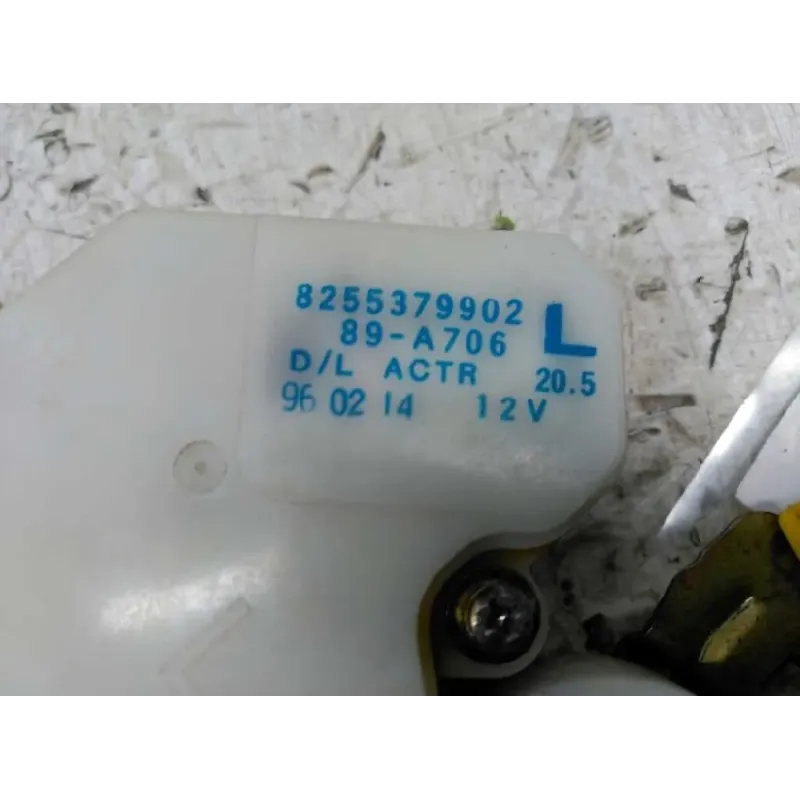 8255379902 L
89-A706
D/L ACTR 20.5
96 02 14 12V